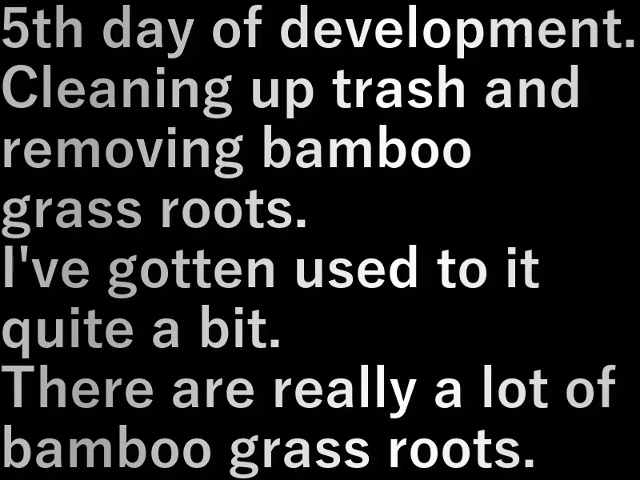 5th day of development.
Cleaning up trash and
removing bamboo
grass roots.
I've gotten used to it
quite a bit.
There are really a lot of
bamboo grass roots.